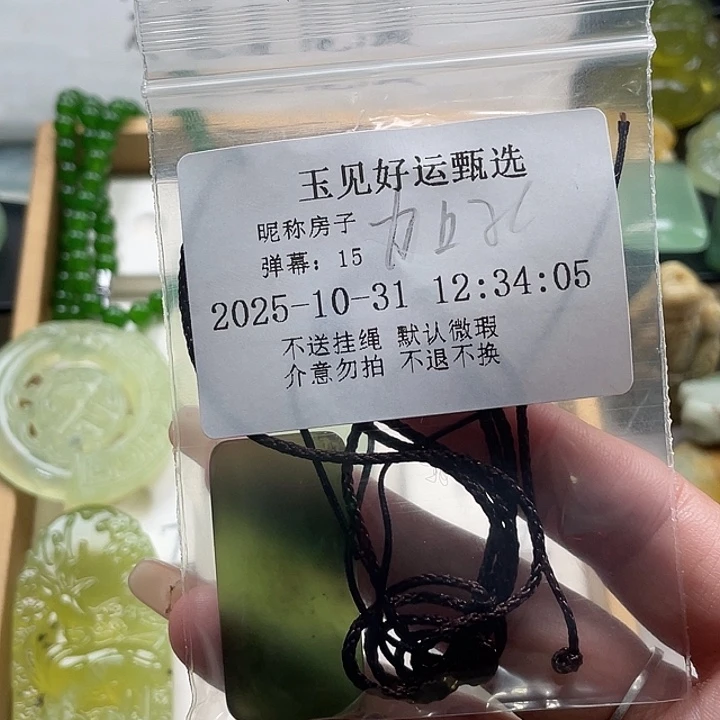 玉见好运甄选
昵称房子
弹幕：15
2025-10-31 12:34:05
不送挂绳 默认微瑕
介意勿拍 不退不换